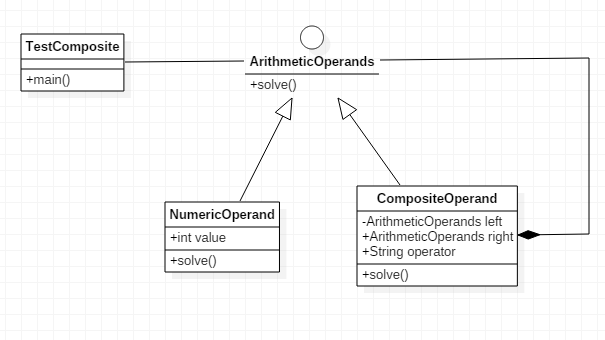 TestComposite
+main()
ArithmeticOperands
+solve()
NumericOperand
+int value
+solve()
CompositeOperand
-ArithmeticOperands left
+ArithmeticOperands right
+String operator
+solve()